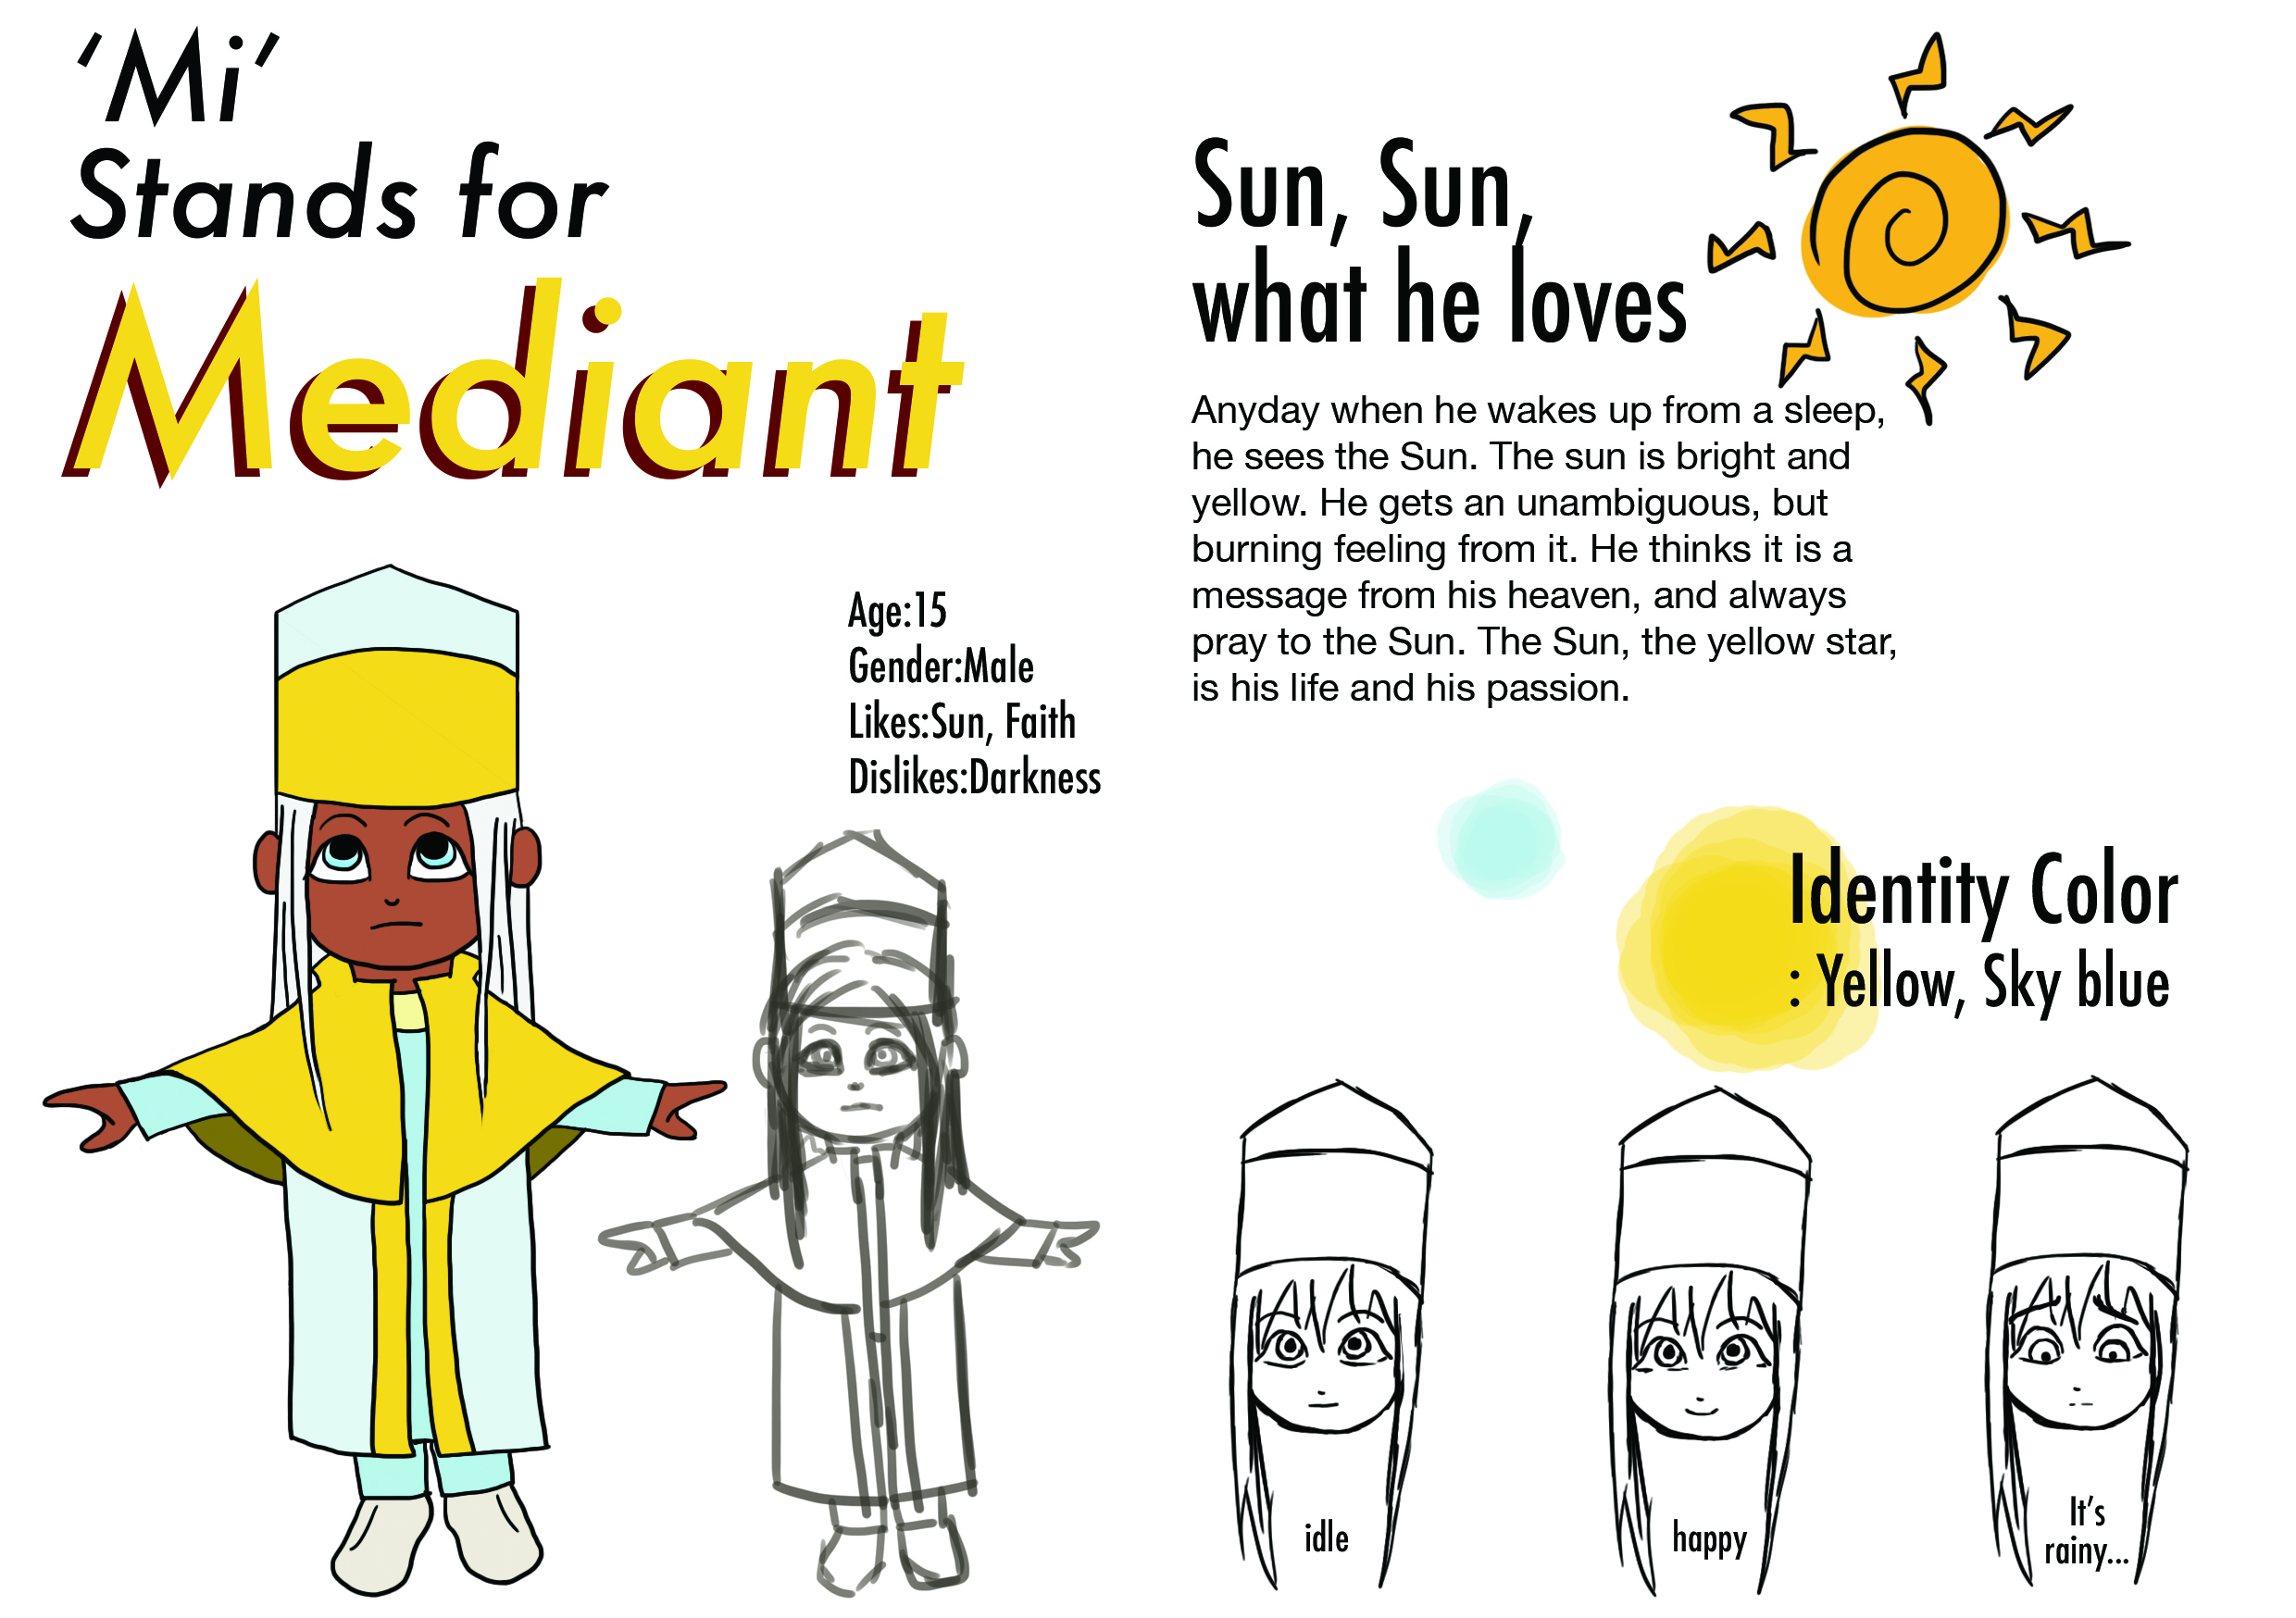 ‘Mi’
Stands for
Mediant
Age:15
Gender:Male
Likes:Sun, Faith
Dislikes:Darkness
Sun, Sun,
what he loves
Anyday when he wakes up from a sleep,
he sees the Sun. The sun is bright and
yellow. He gets an unambiguous, but
burning feeling from it. He thinks it is a
message from his heaven, and always
pray to the Sun. The Sun, the yellow star,
is his life and his passion.
Identity Color
: Yellow, Sky blue
idle
happy
It’s
rainy...